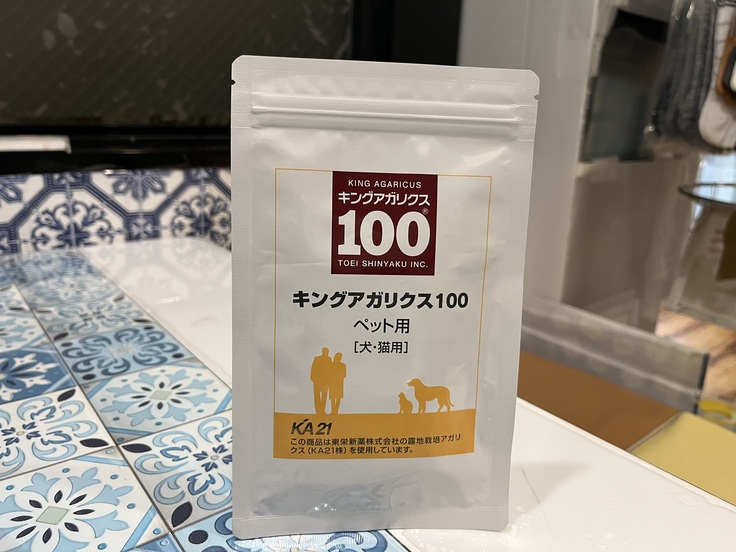 KING AGARICUS
キングアガリクス
100®
TOEI SHINYAKU INC.
キングアガリクス100
ペット用
[犬・猫用]
KA21
この商品は東栄新薬株式会社の露地栽培アガリ
クス(KA21株)を使用しています。